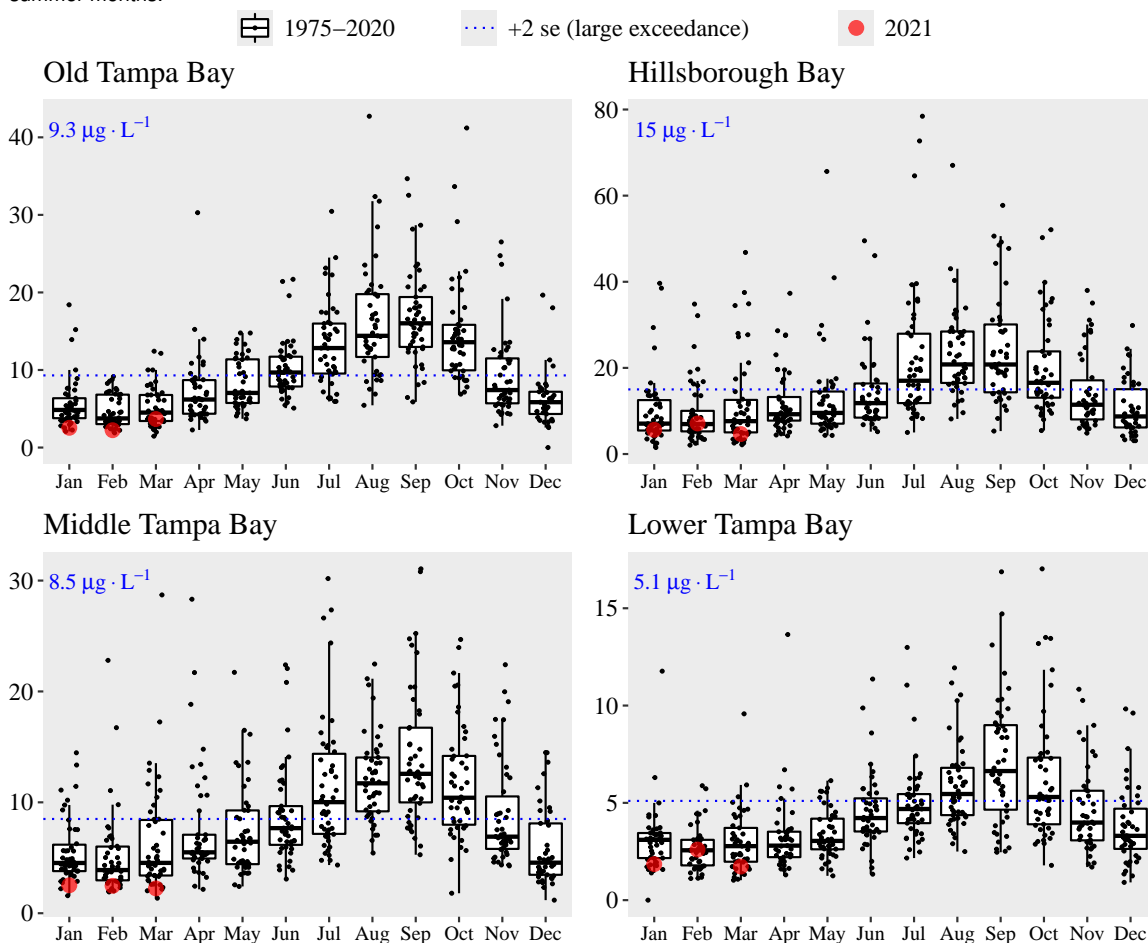 summer months.
1975–2020 +2 se (large exceedance) 2021
Old Tampa Bay
9.3 μg · L⁻¹
40
30
20
10
0
Jan Feb Mar Apr May Jun Jul Aug Sep Oct Nov Dec
Hillsborough Bay
15 μg · L⁻¹
80
60
40
20
0
Jan Feb Mar Apr May Jun Jul Aug Sep Oct Nov Dec
Middle Tampa Bay
8.5 μg · L⁻¹
30
20
10
0
Jan Feb Mar Apr May Jun Jul Aug Sep Oct Nov Dec
Lower Tampa Bay
5.1 μg · L⁻¹
15
10
5
0
Jan Feb Mar Apr May Jun Jul Aug Sep Oct Nov Dec